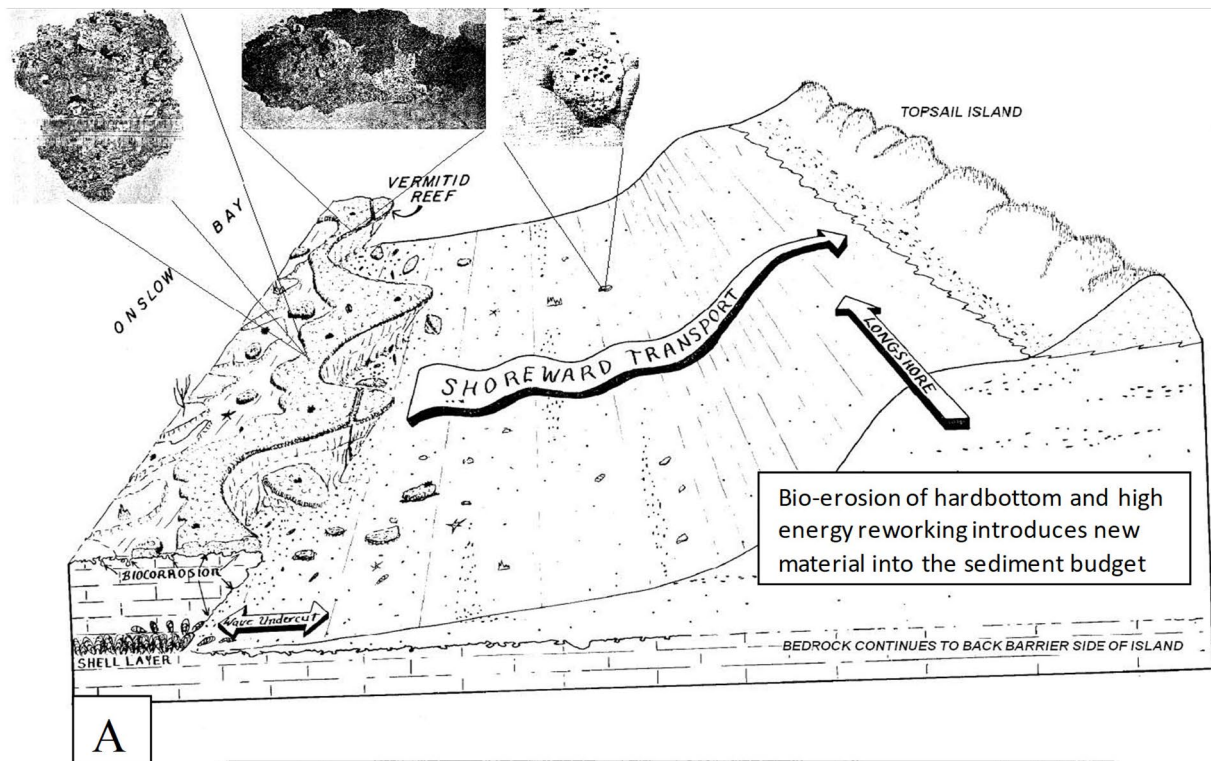 TOPSAIL ISLAND
VERMITID
REEF
ONSLOW BAY
SHOREWARD TRANSPORT
LONGSHORE
Bio-erosion of hardbottom and high
energy reworking introduces new
material into the sediment budget
BIOCORROSION
Wave Undercut
SHELL LAYER
BEDROCK CONTINUES TO BACK BARRIER SIDE OF ISLAND
A